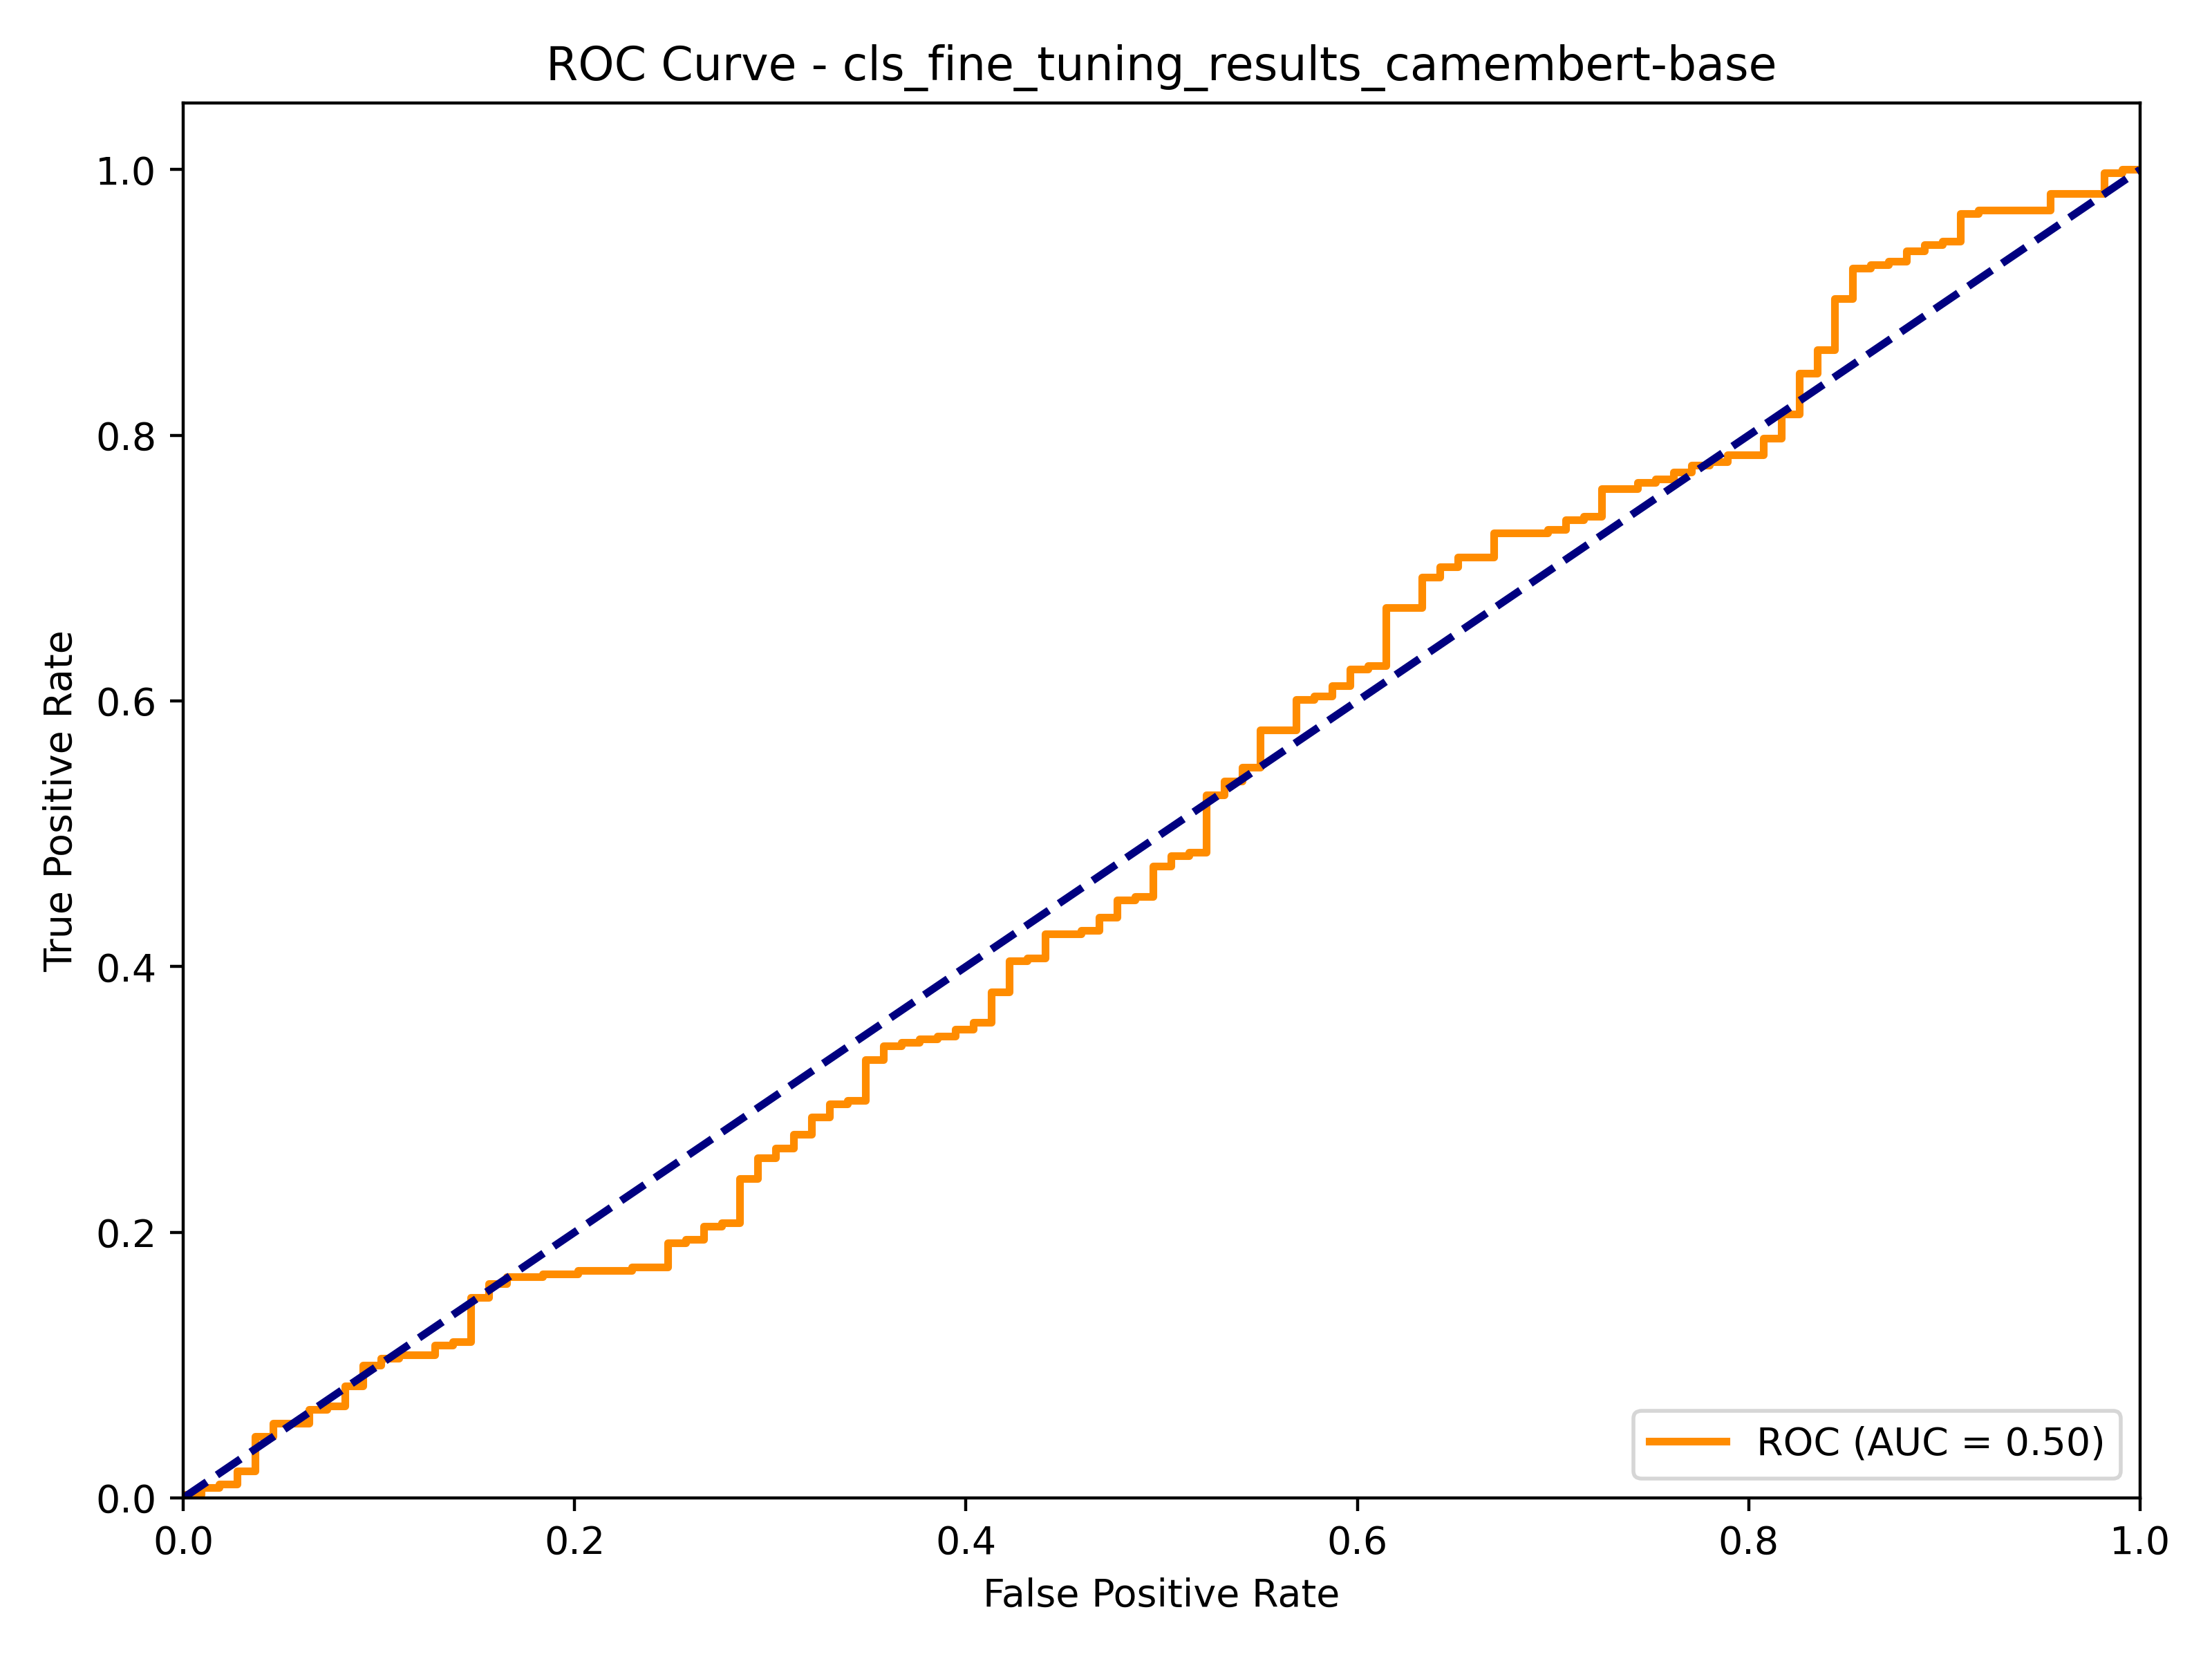 ROC Curve - cls_fine_tuning_results_camembert-base
True Positive Rate
1.0
0.8
0.6
0.4
0.2
0.0
ROC (AUC = 0.50)
0.0 0.2 0.4 0.6 0.8 1.0
False Positive Rate